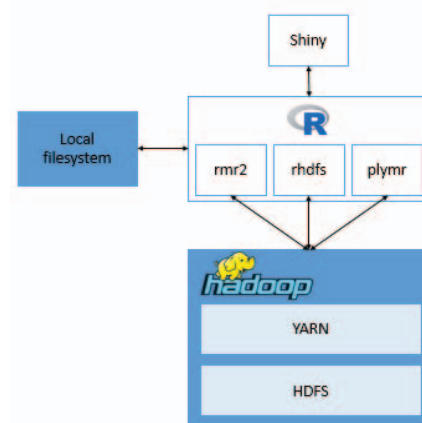 Shiny
R
Local
filesystem
rmr2
rhdfs
plymr
hadoop
YARN
HDFS